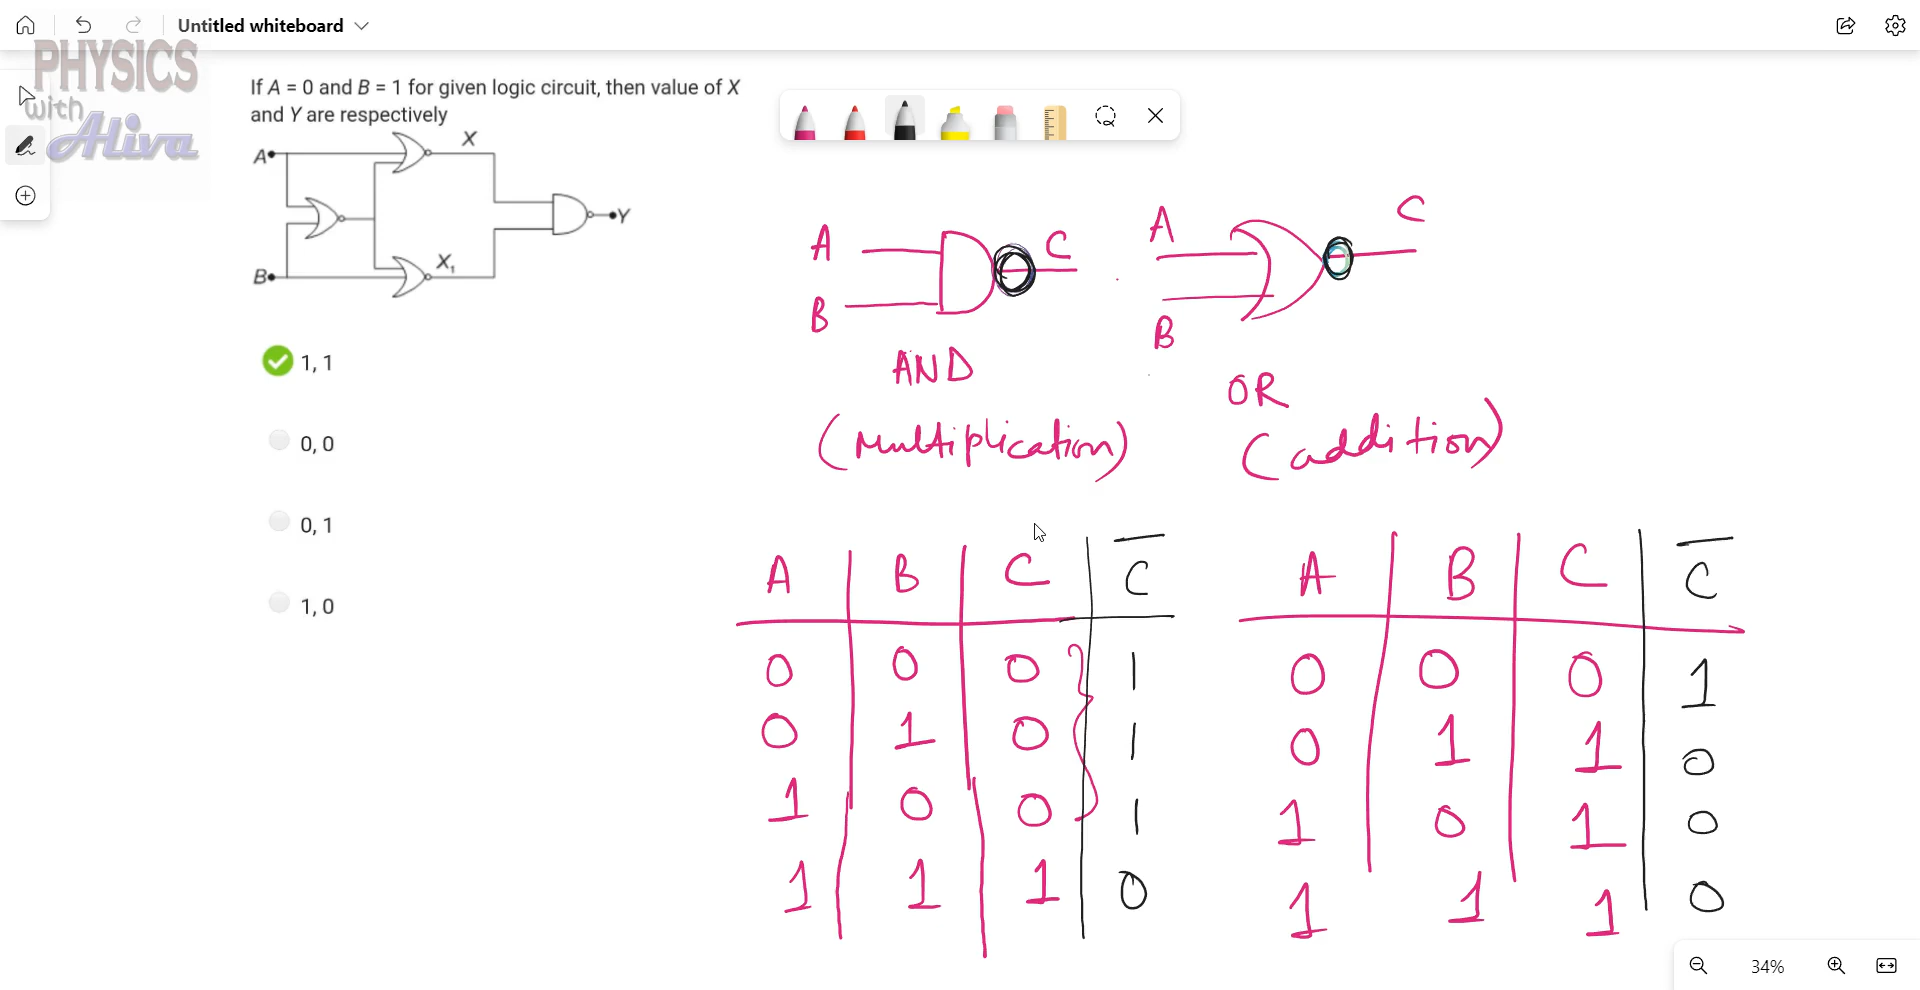 Untitled whiteboard
PHYSICS
with
Aliva
If A = 0 and B = 1 for given logic circuit, then value of X
and Y are respectively
X
A
Y
X₁
B
1, 1
0, 0
0, 1
1, 0
A C A C
B B
AND OR
(Multiplication) (addition)
A B C C̅
0 0 0 1
0 1 0 1
1 0 0 1
1 1 1 0
A B C C̅
0 0 0 1
0 1 1 0
1 0 1 0
1 1 1 0
34%